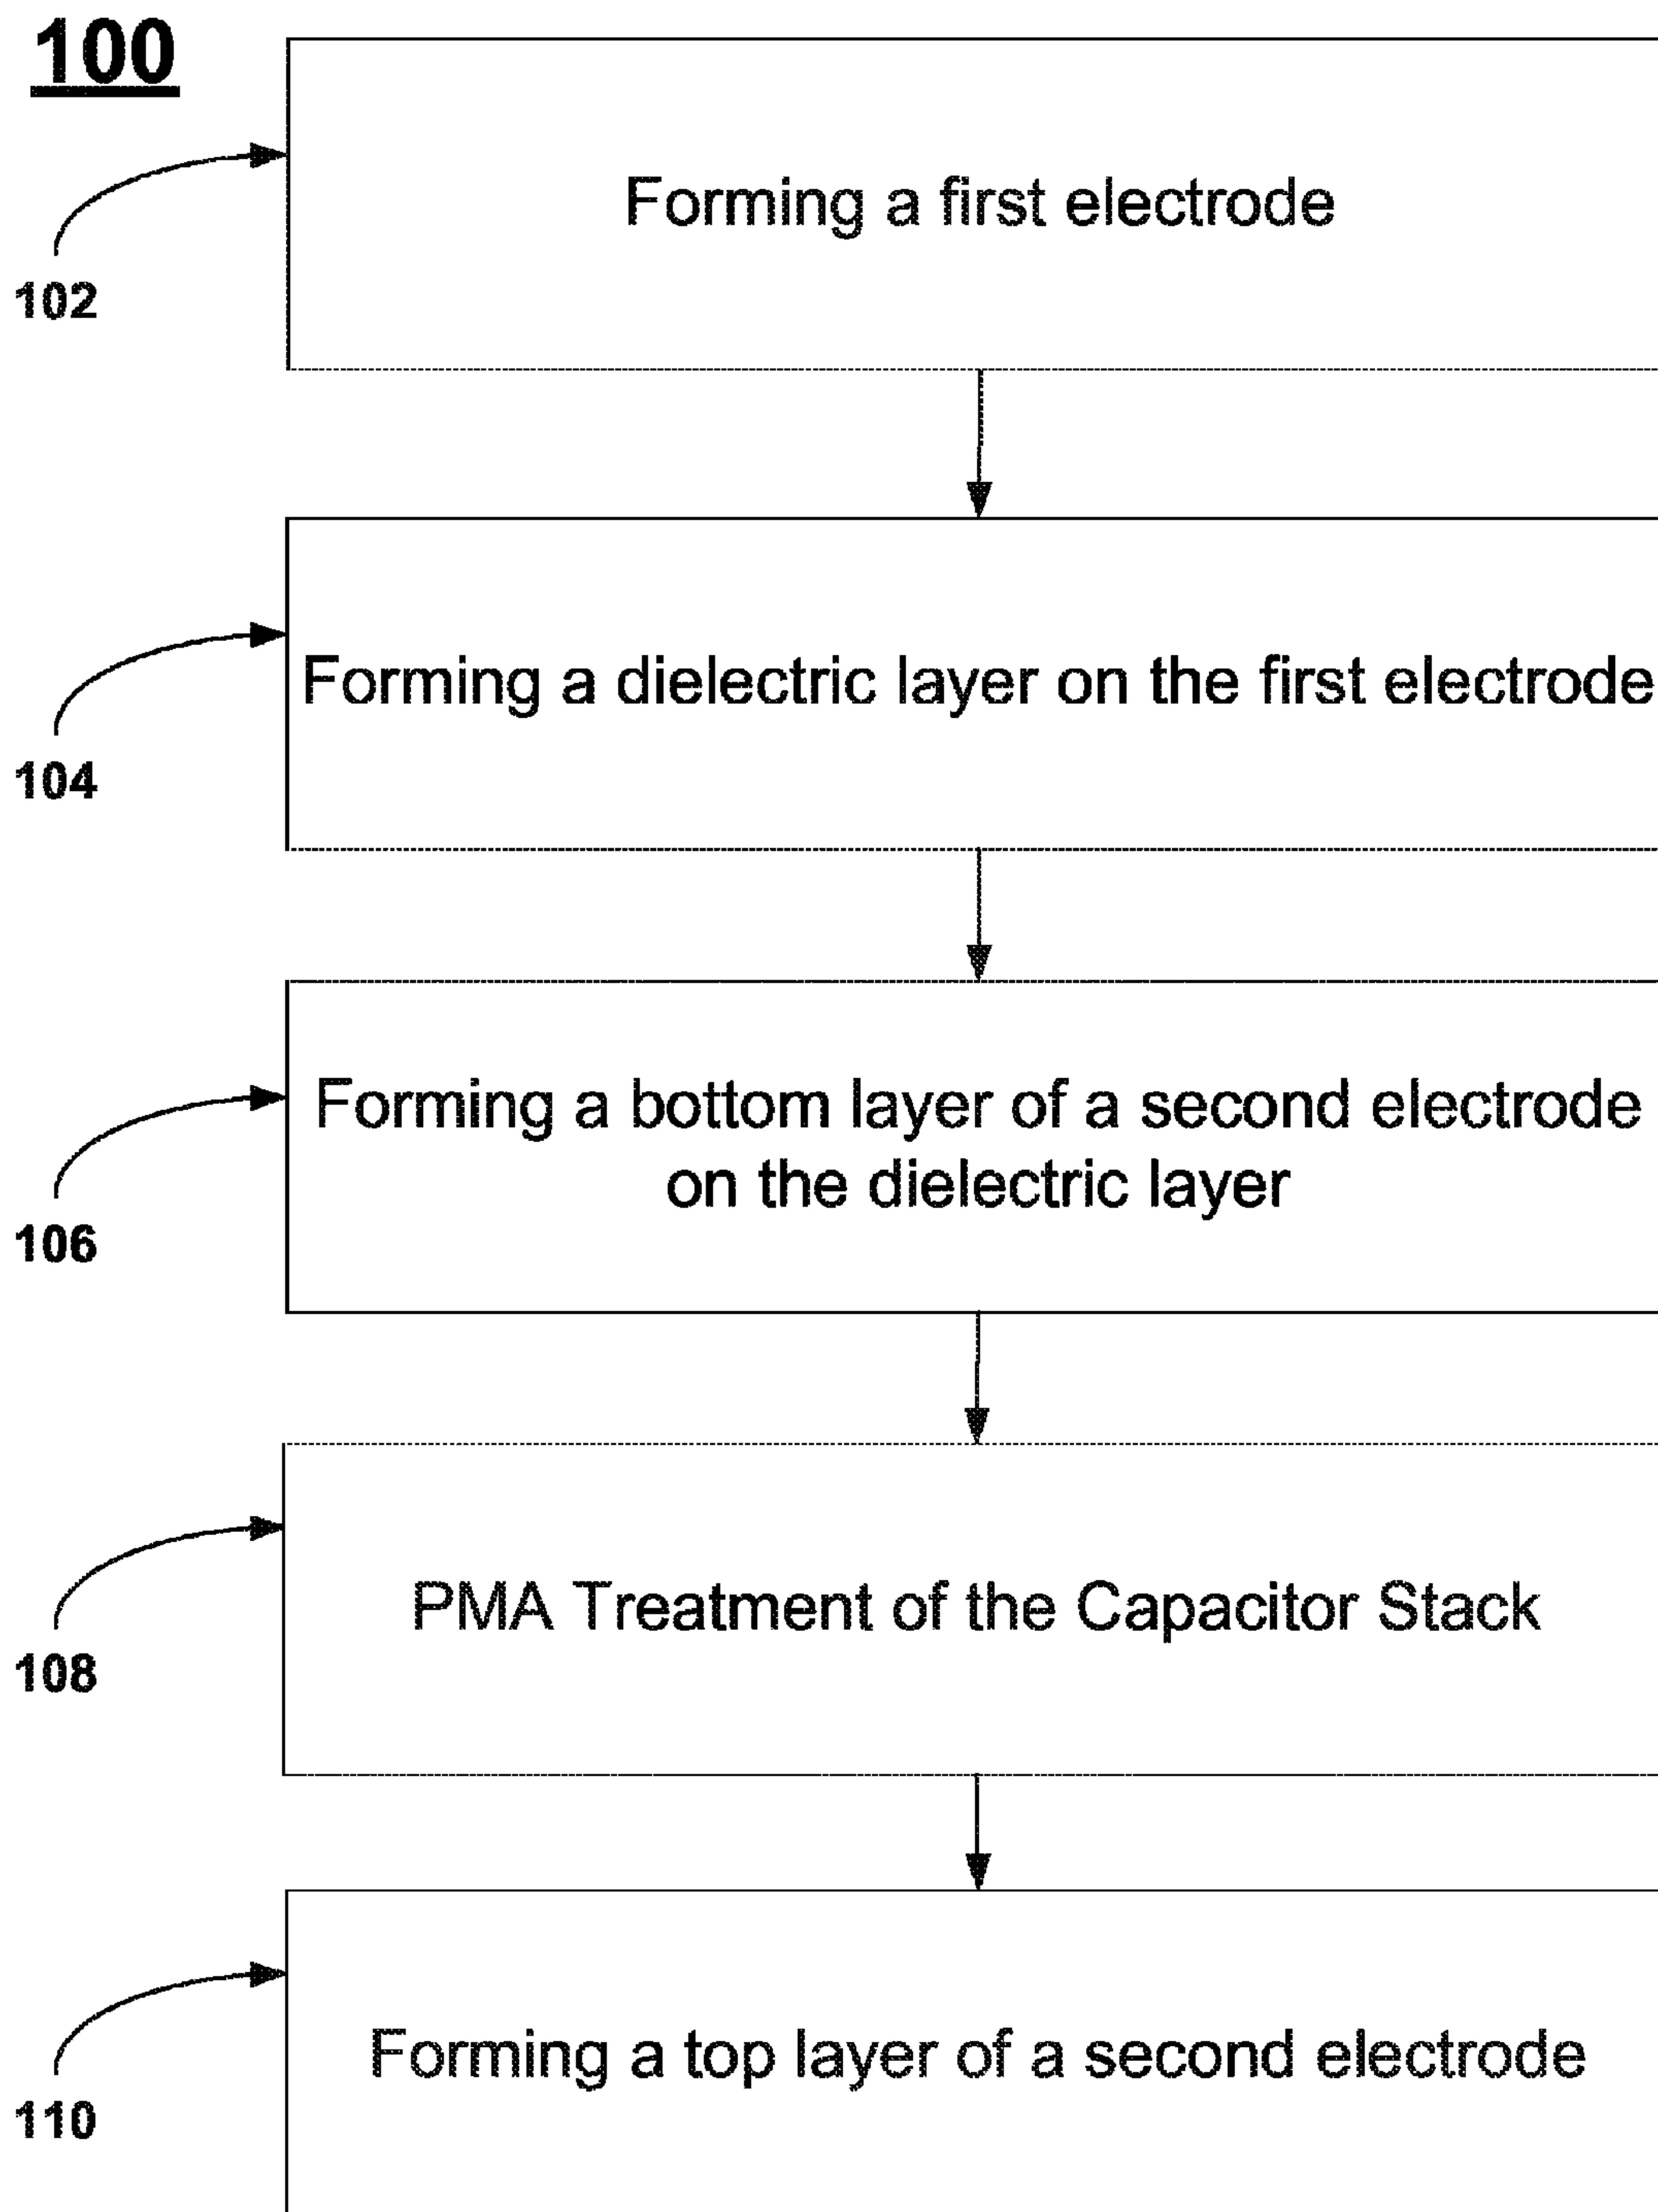 100
Forming a first electrode
102
Forming a dielectric layer on the first electrode
104
Forming a bottom layer of a second electrode
on the dielectric layer
106
PMA Treatment of the Capacitor Stack
108
Forming a top layer of a second electrode
110